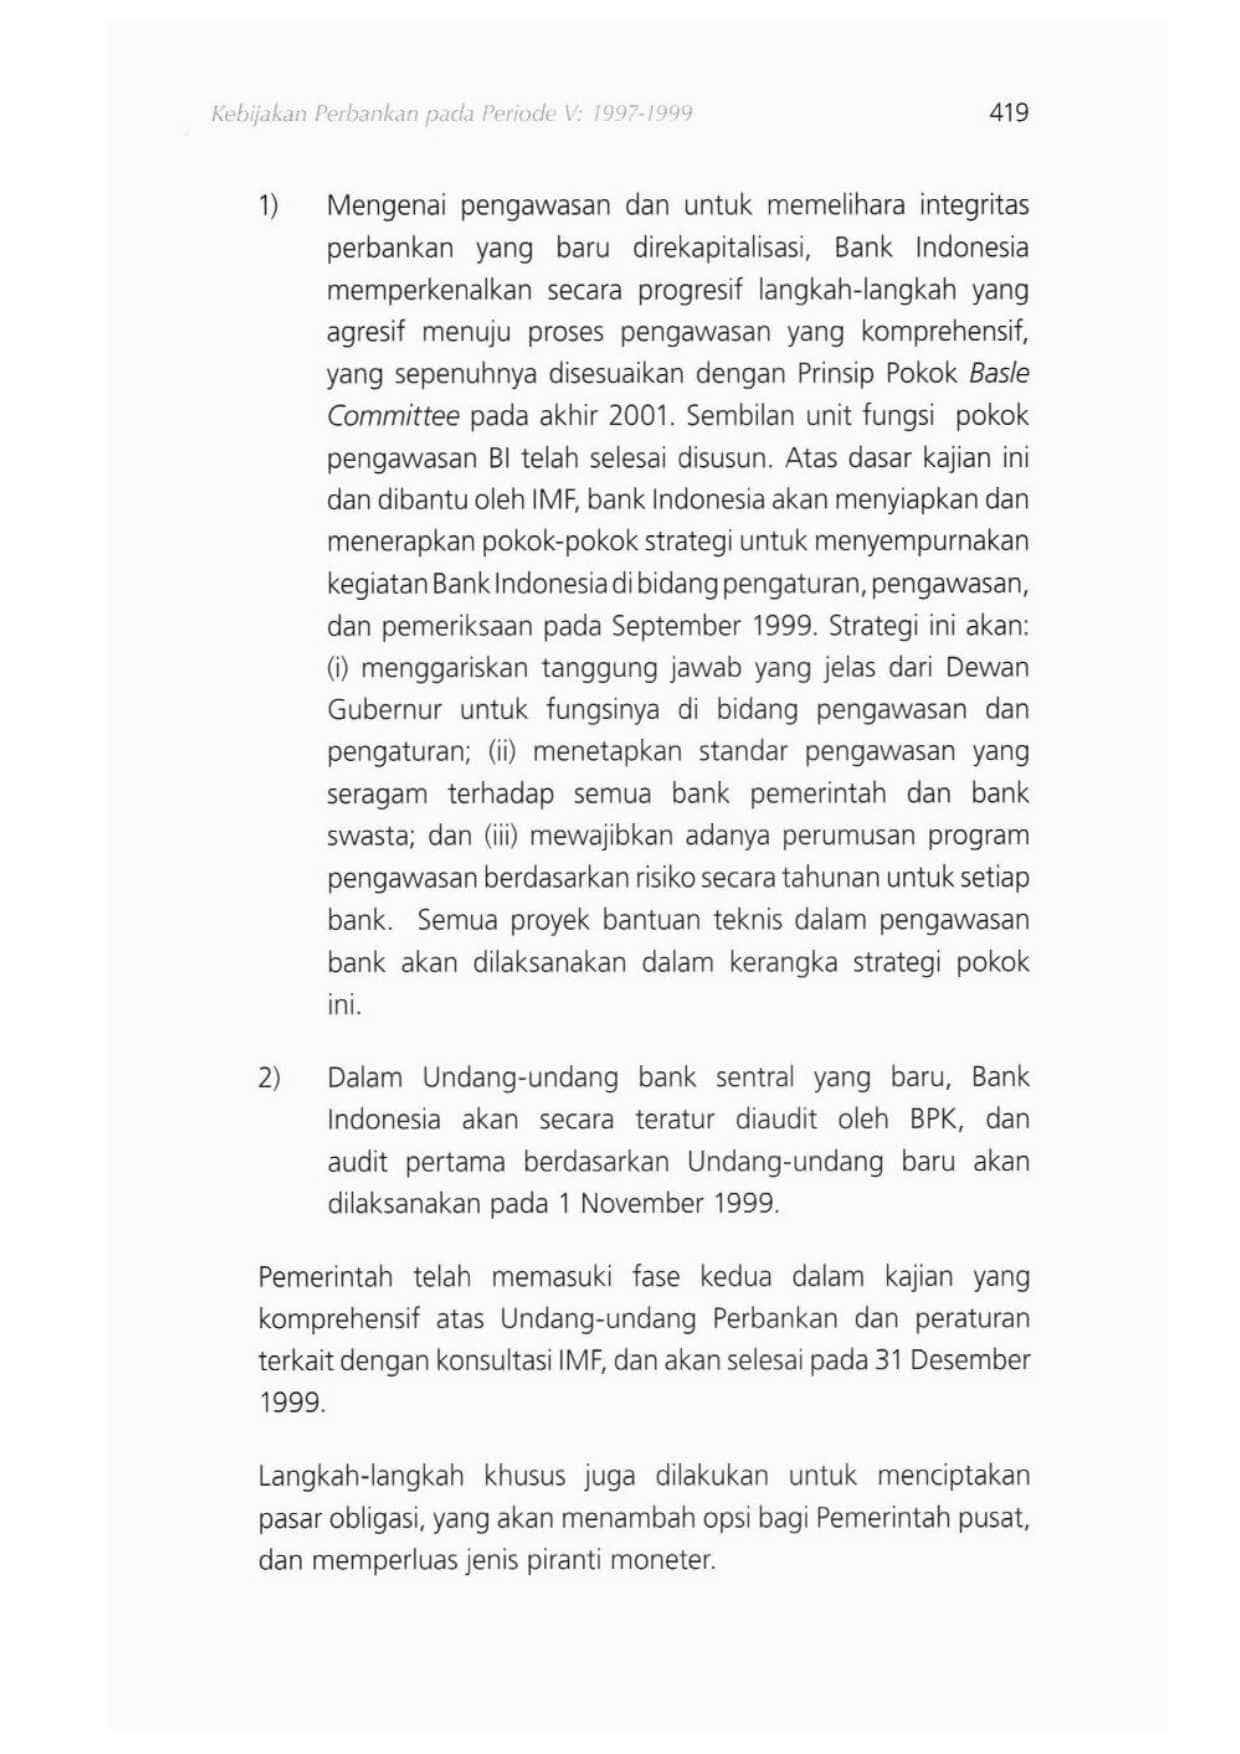 Kebijakan Perbankan pada Periode V: 1997-1999 419
1) Mengenai pengawasan dan untuk memelihara integritas
perbankan yang baru direkapitalisasi, Bank Indonesia
memperkenalkan secara progresif langkah-langkah yang
agresif menuju proses pengawasan yang komprehensif,
yang sepenuhnya disesuaikan dengan Prinsip Pokok Basle
Committee pada akhir 2001. Sembilan unit fungsi pokok
pengawasan BI telah selesai disusun. Atas dasar kajian ini
dan dibantu oleh IMF, bank Indonesia akan menyiapkan dan
menerapkan pokok-pokok strategi untuk menyempurnakan
kegiatan Bank Indonesia di bidang pengaturan, pengawasan,
dan pemeriksaan pada September 1999. Strategi ini akan:
(i) menggariskan tanggung jawab yang jelas dari Dewan
Gubernur untuk fungsinya di bidang pengawasan dan
pengaturan; (ii) menetapkan standar pengawasan yang
seragam terhadap semua bank pemerintah dan bank
swasta; dan (iii) mewajibkan adanya perumusan program
pengawasan berdasarkan risiko secara tahunan untuk setiap
bank. Semua proyek bantuan teknis dalam pengawasan
bank akan dilaksanakan dalam kerangka strategi pokok
ini.
2) Dalam Undang-undang bank sentral yang baru, Bank
Indonesia akan secara teratur diaudit oleh BPK, dan
audit pertama berdasarkan Undang-undang baru akan
dilaksanakan pada 1 November 1999.
Pemerintah telah memasuki fase kedua dalam kajian yang
komprehensif atas Undang-undang Perbankan dan peraturan
terkait dengan konsultasi IMF, dan akan selesai pada 31 Desember
1999.
Langkah-langkah khusus juga dilakukan untuk menciptakan
pasar obligasi, yang akan menambah opsi bagi Pemerintah pusat,
dan memperluas jenis piranti moneter.